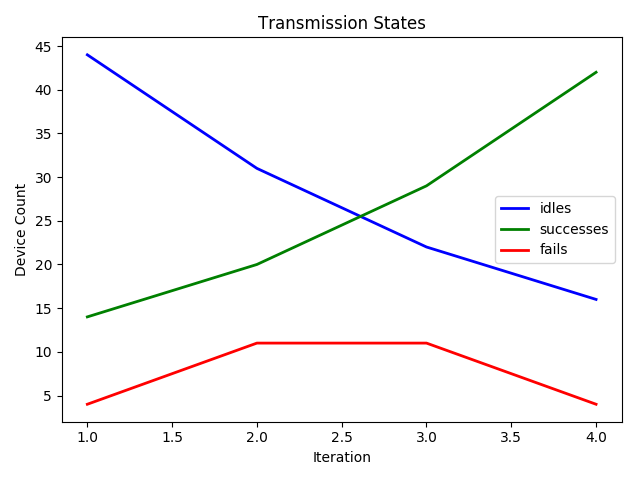 Transmission States
Device Count
45
40
35
30
25
20
15
10
5
idles
successes
fails
1.0 1.5 2.0 2.5 3.0 3.5 4.0
Iteration